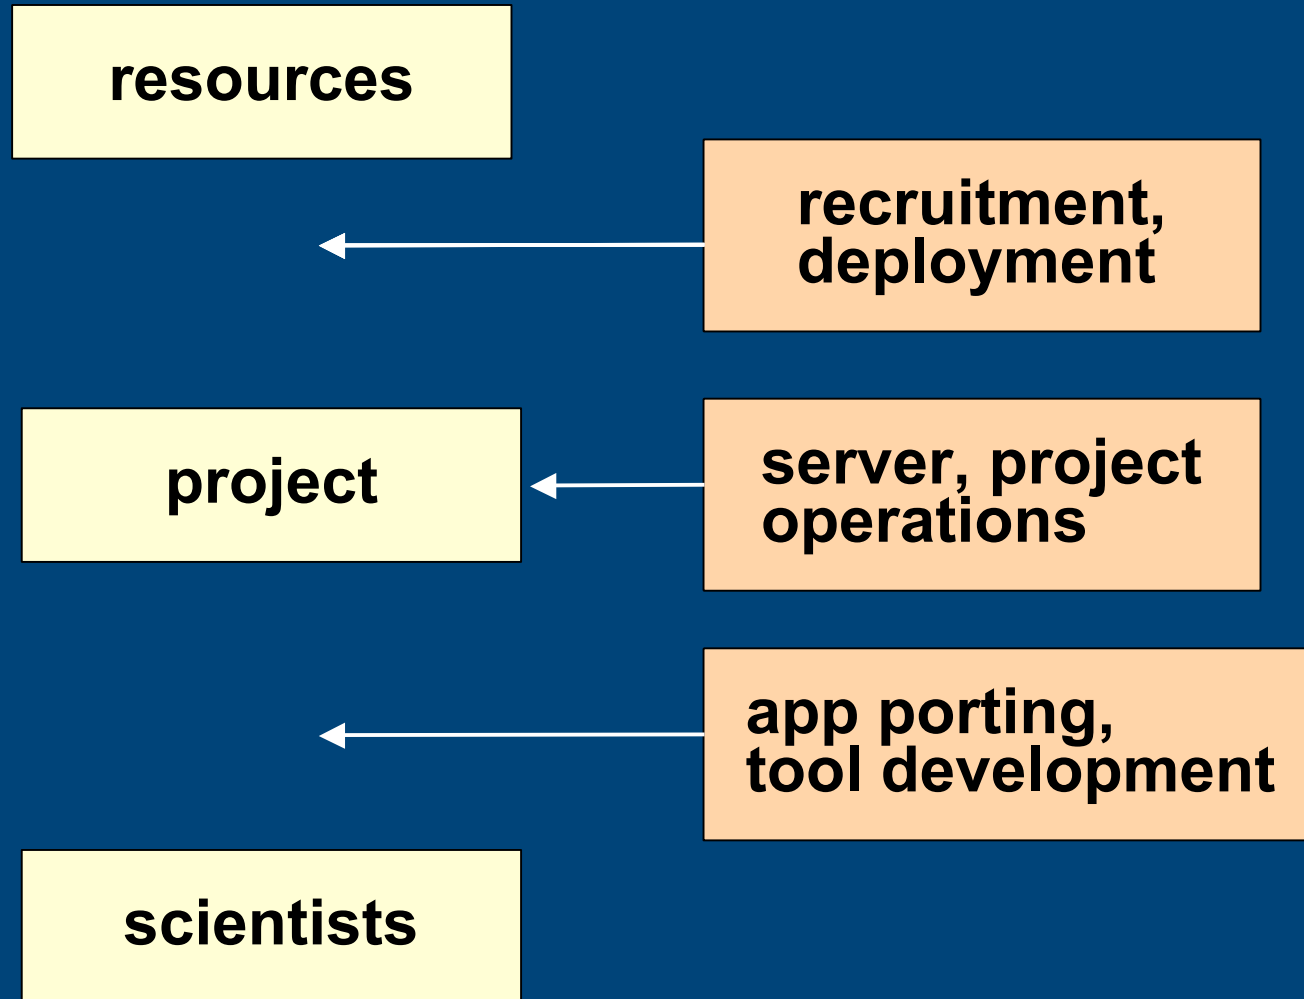 resources
recruitment,
deployment
project
server, project
operations
app porting,
tool development
scientists